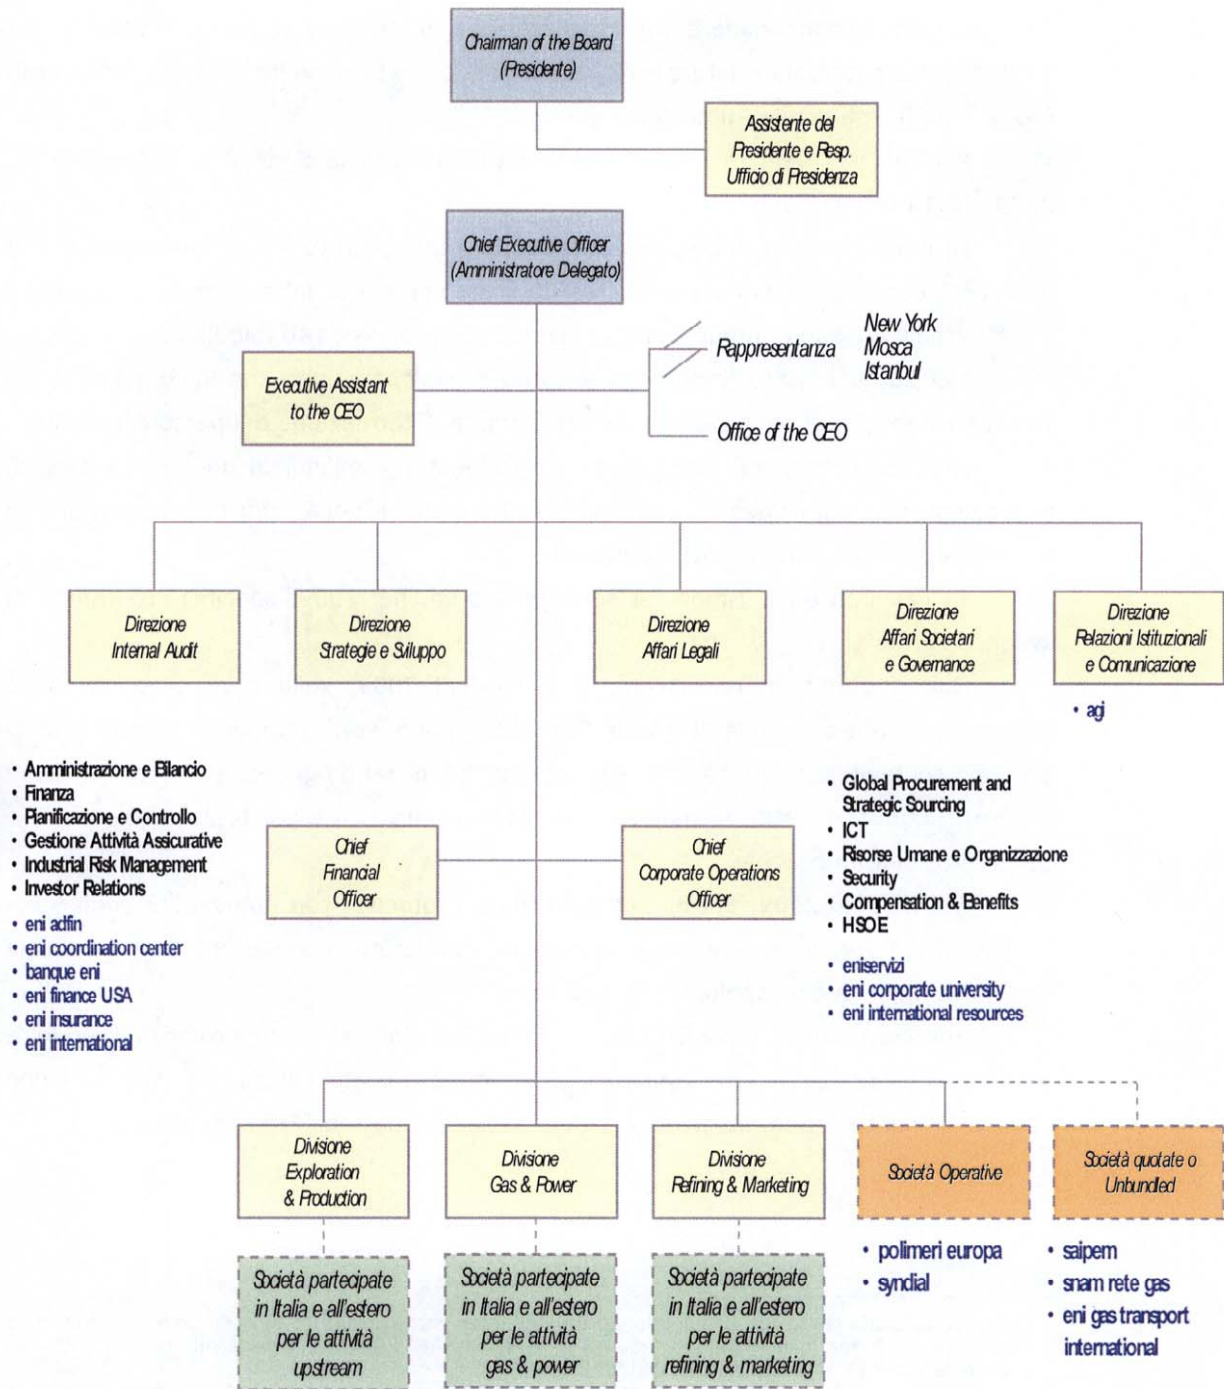 Chairman of the Board
(Presidente)
Assistente del
Presidente e Resp.
Ufficio di Presidenza
Chief Executive Officer
(Amministratore Delegato)
Executive Assistant
to the CEO
Rappresentanza
New York
Mosca
Istanbul
Office of the CEO
Direzione
Internal Audit
Direzione
Strategie e Sviluppo
Direzione
Affari Legali
Direzione
Affari Societari
e Governance
Direzione
Relazioni Istituzionali
e Comunicazione
• agi
• Amministrazione e Bilancio
• Finanza
• Pianificazione e Controllo
• Gestione Attività Assicurative
• Industrial Risk Management
• Investor Relations
• eni adfin
• eni coordination center
• banque eni
• eni finance USA
• eni insurance
• eni international
Chief
Financial
Officer
Chief
Corporate Operations
Officer
• Global Procurement and
Strategic Sourcing
• ICT
• Risorse Umane e Organizzazione
• Security
• Compensation & Benefits
• HSQE
• eniservizi
• eni corporate university
• eni international resources
Divisione
Exploration
& Production
Divisione
Gas & Power
Divisione
Refining & Marketing
Società Operative
Società quotate o
Unbundled
Società partecipate
in Italia e all'estero
per le attività
upstream
Società partecipate
in Italia e all'estero
per le attività
gas & power
Società partecipate
in Italia e all'estero
per le attività
refining & marketing
• polimeri europa
• syndial
• saipem
• snam rete gas
• eni gas transport
international